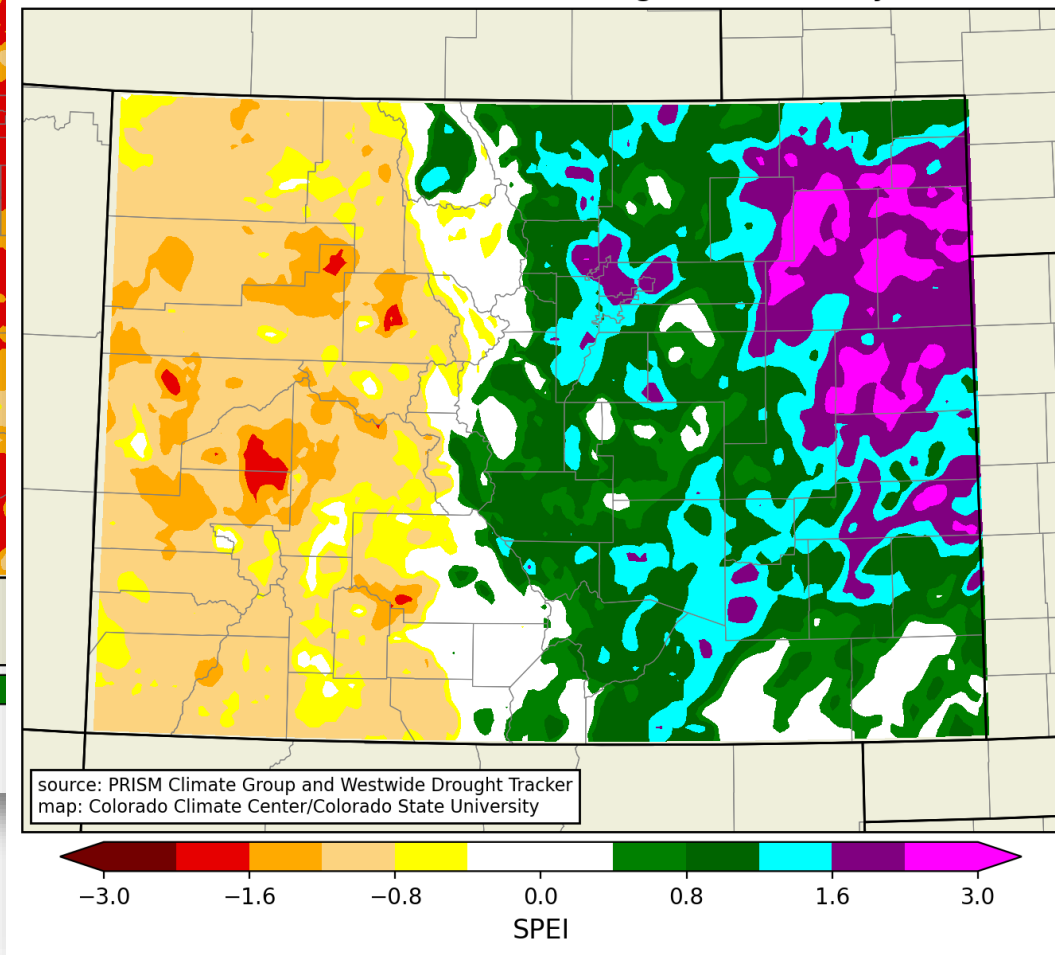 source: PRISM Climate Group and Westwide Drought Tracker
map: Colorado Climate Center/Colorado State University
−3.0 −1.6 −0.8 0.0 0.8 1.6 3.0
SPEI